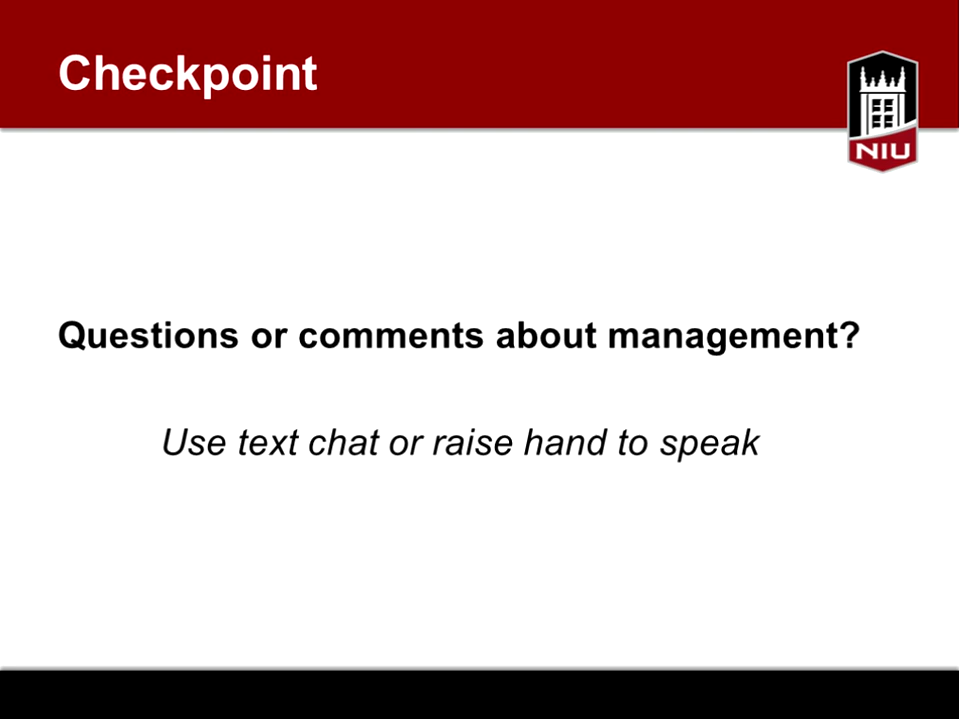 Checkpoint
NIU
Questions or comments about management?
Use text chat or raise hand to speak